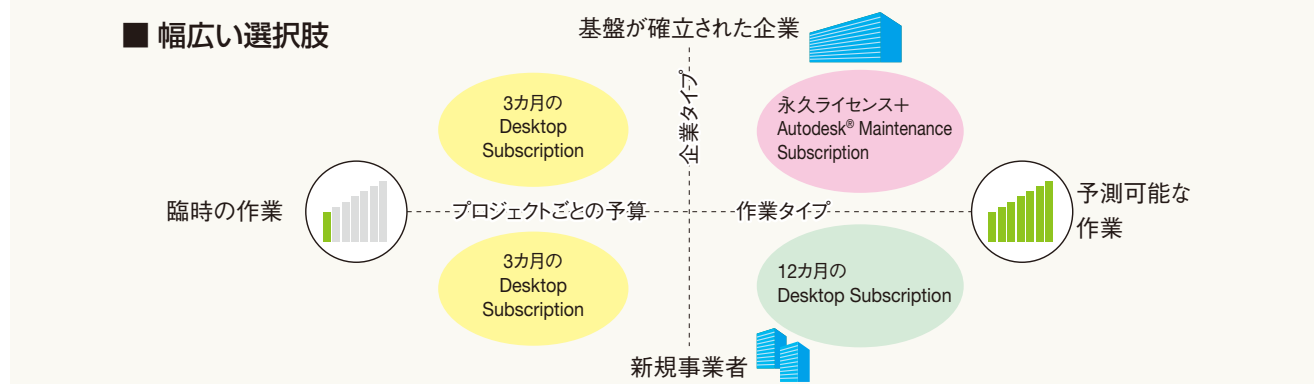 ■ 幅広い選択肢
基盤が確立された企業
企業タイプ
3カ月の
Desktop
Subscription
永久ライセンス＋
Autodesk® Maintenance
Subscription
臨時の作業
プロジェクトごとの予算
作業タイプ
予測可能な
作業
3カ月の
Desktop
Subscription
12カ月の
Desktop Subscription
新規事業者